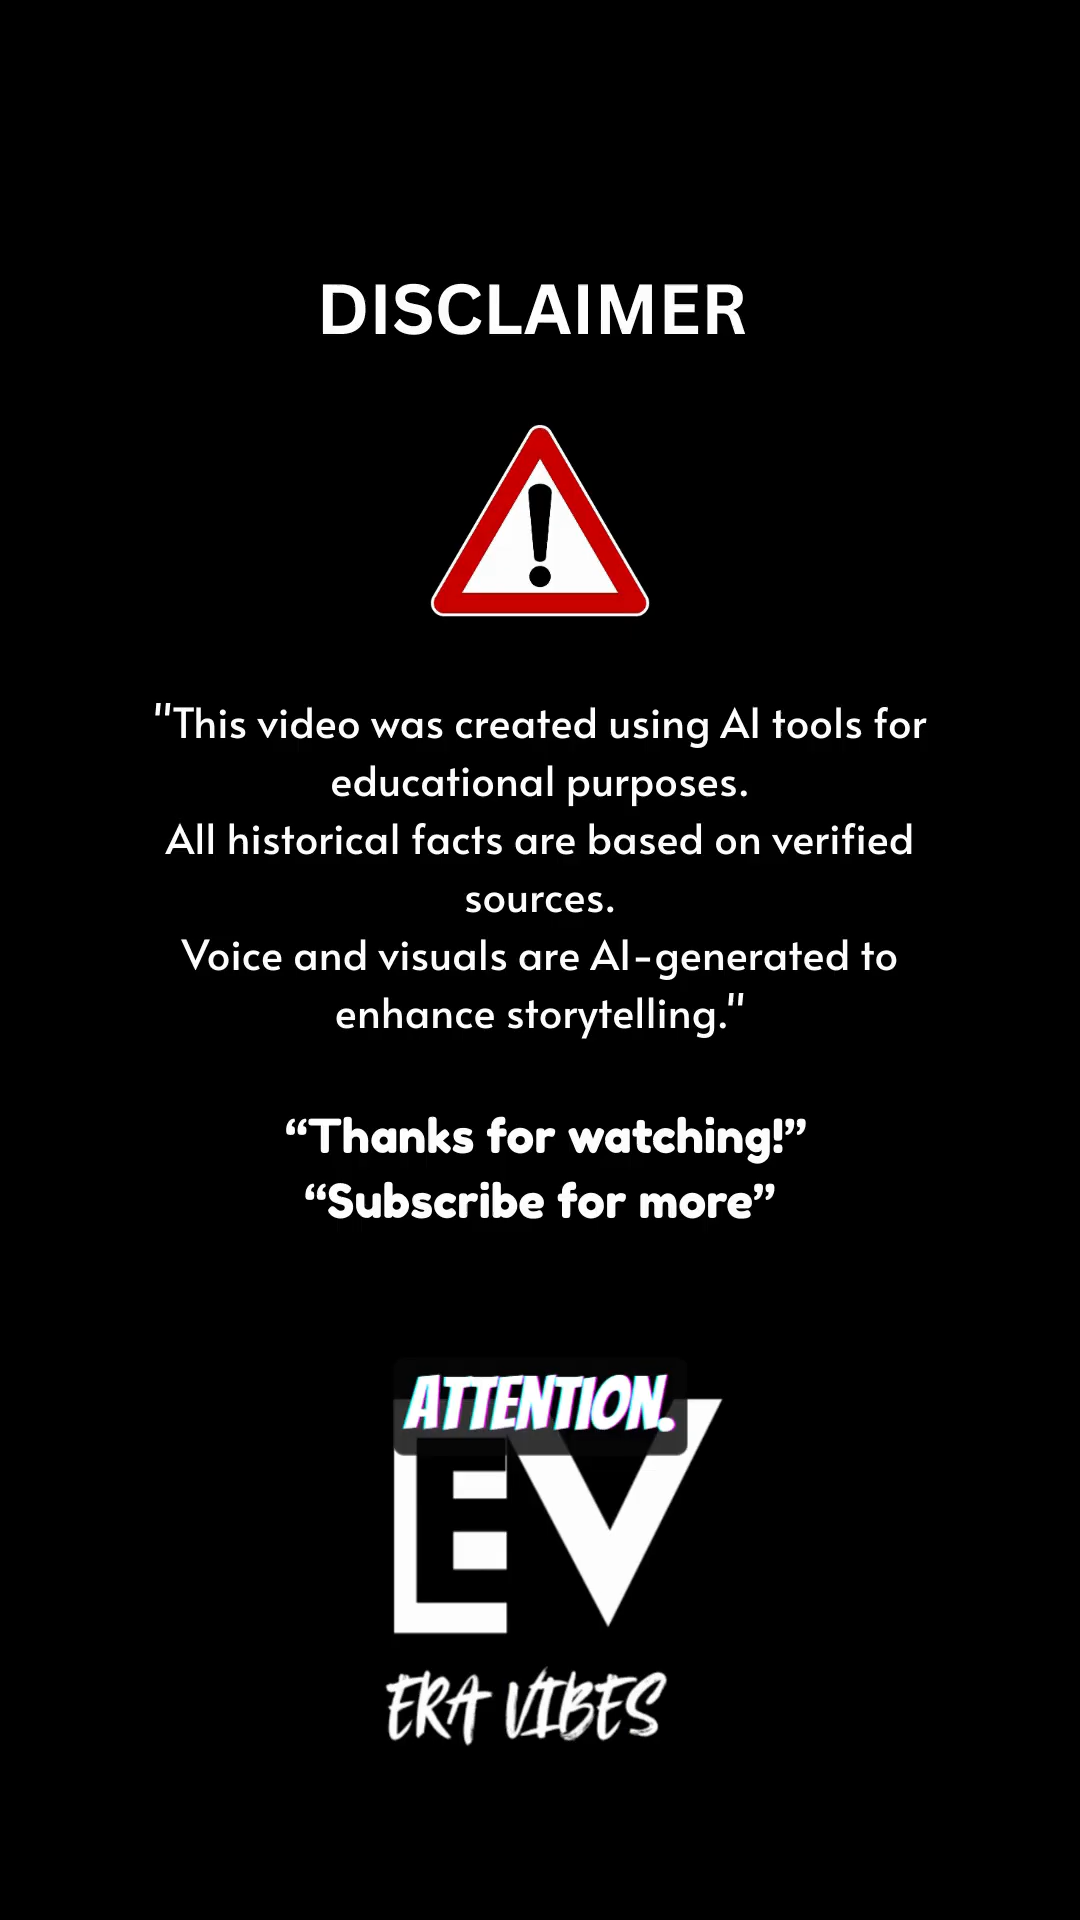 DISCLAIMER
"This video was created using AI tools for
educational purposes.
All historical facts are based on verified
sources.
Voice and visuals are AI-generated to
enhance storytelling."
“Thanks for watching!”
“Subscribe for more”
ATTENTION.
EV
ERA VIBES